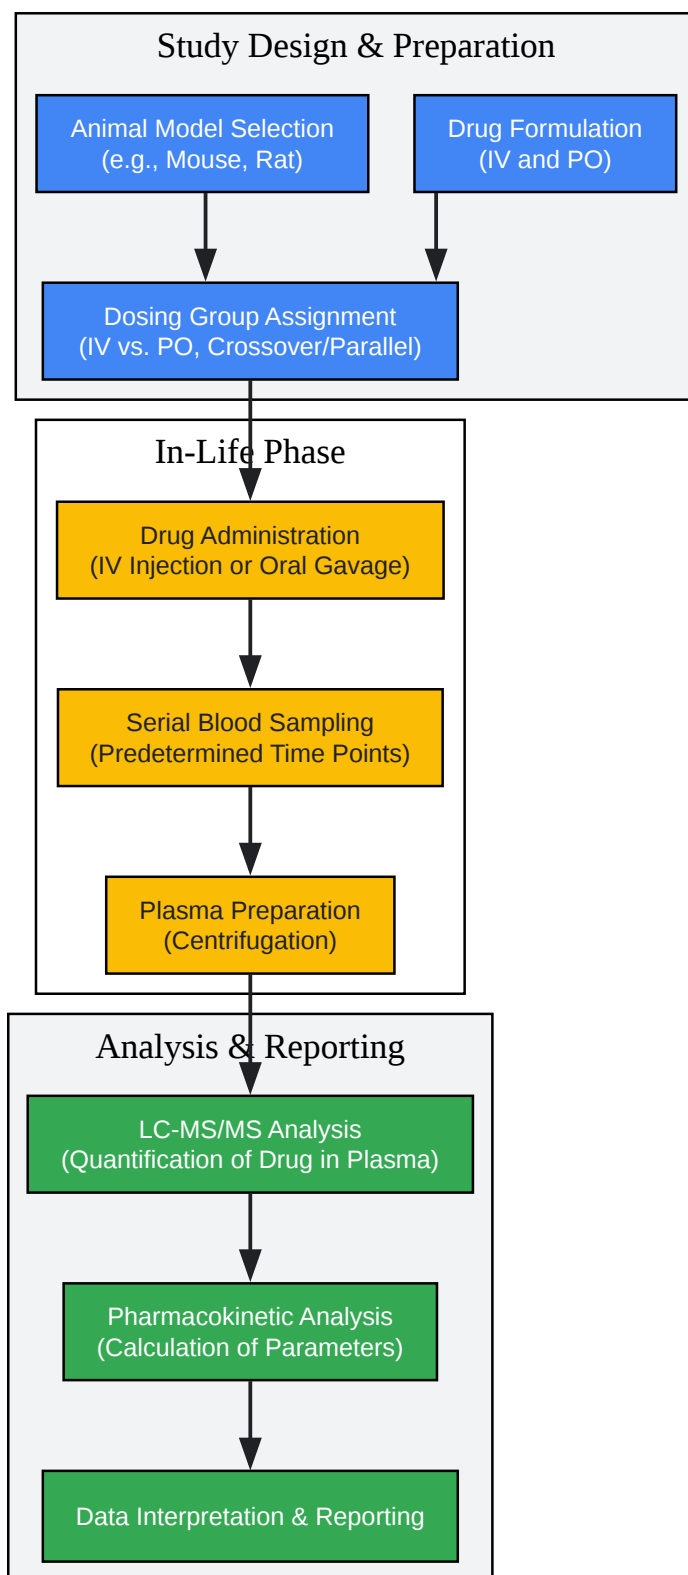 Study Design & Preparation
Animal Model Selection
(e.g., Mouse, Rat)
Drug Formulation
(IV and PO)
Dosing Group Assignment
(IV vs. PO, Crossover/Parallel)
In-Life Phase
Drug Administration
(IV Injection or Oral Gavage)
Serial Blood Sampling
(Predetermined Time Points)
Plasma Preparation
(Centrifugation)
Analysis & Reporting
LC-MS/MS Analysis
(Quantification of Drug in Plasma)
Pharmacokinetic Analysis
(Calculation of Parameters)
Data Interpretation & Reporting